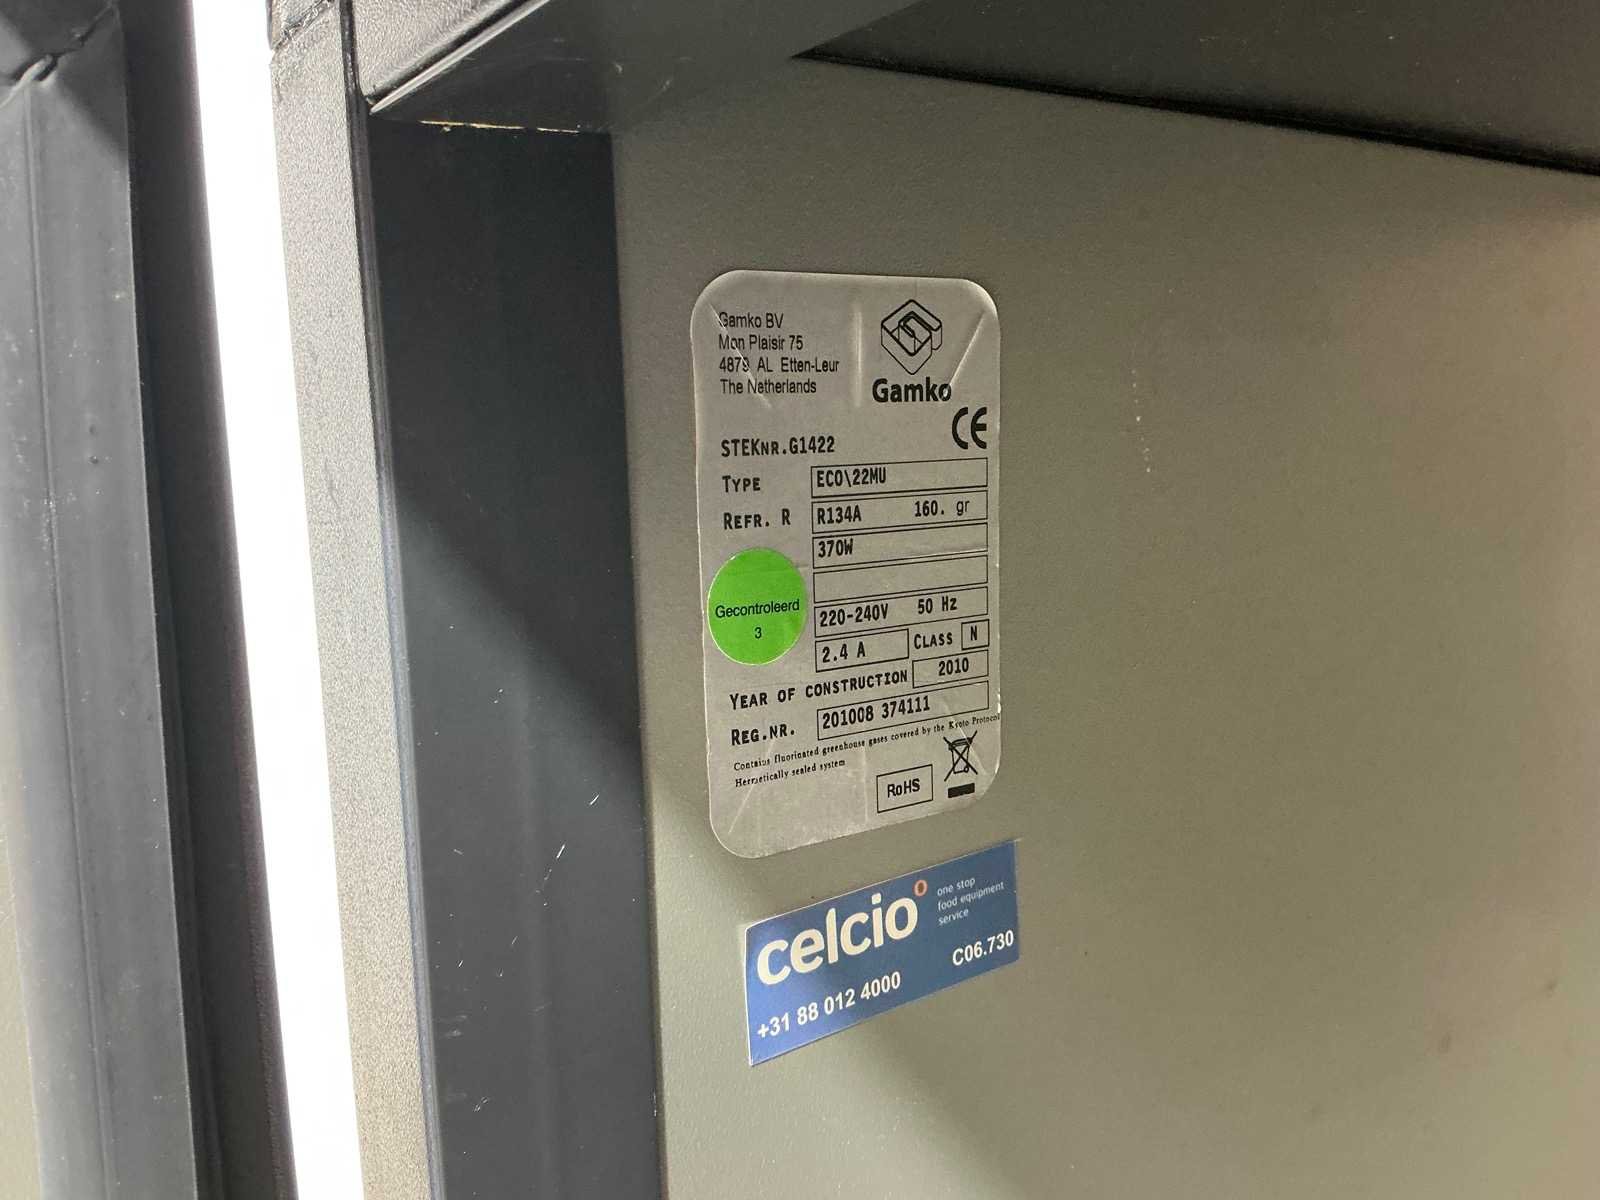 Gamko BV
Mon Plaisir 75
4879 AL Etten-Leur
The Netherlands
Gamko
CE
STEKNR.G1422
TYPE ECO\22MU
REFR. R R134A 160. gr
370W
220-240V 50 Hz
2.4 A CLASS N
YEAR OF CONSTRUCTION 2010
REG.NR. 201008 374111
Contains fluorinated greenhouse gases covered by the Kyoto Protocol
Hermetically sealed system
RoHS
Gecontroleerd
3
celcio
one stop
food equipment
service
+31 88 012 4000
C06.730